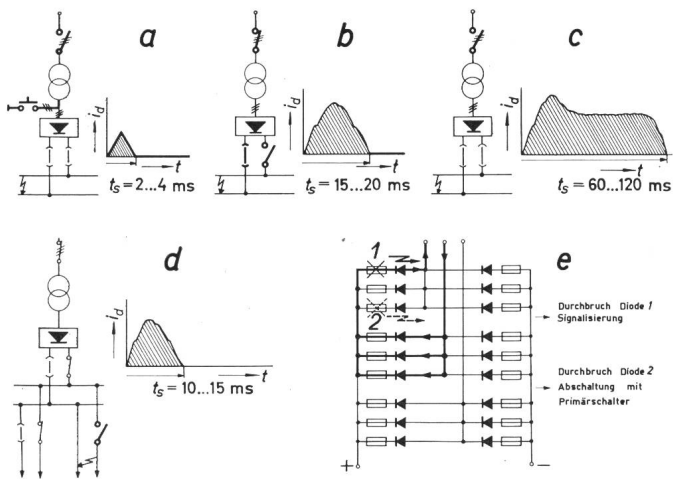 a
i_d
t
t_s = 2...4 ms
b
i_d
t
t_s = 15...20 ms
c
i_d
t
t_s = 60...120 ms
d
i_d
t
t_s = 10...15 ms
e
1
2
Durchbruch Diode 1
Signalisierung
Durchbruch Diode 2
Abschaltung mit
Primärschalter
+
−